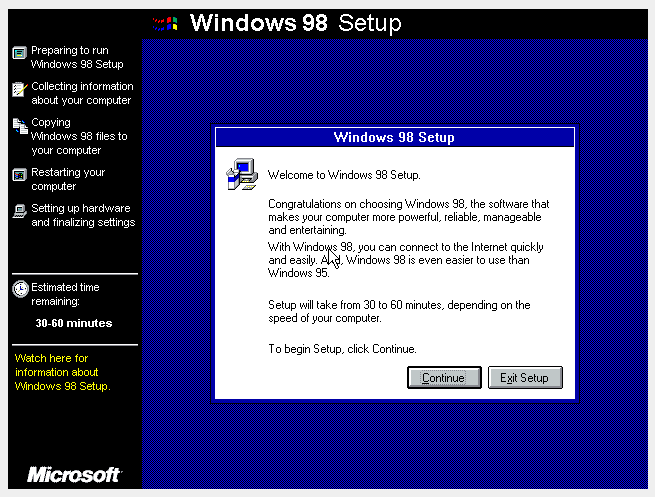 Windows 98 Setup
Preparing to run
Windows 98 Setup
Collecting information
about your computer
Copying
Windows 98 files to
your computer
Restarting your
computer
Setting up hardware
and finalizing settings
Estimated time
remaining:
30-60 minutes
Watch here for
information about
Windows 98 Setup.
Microsoft
Windows 98 Setup
Welcome to Windows 98 Setup.
Congratulations on choosing Windows 98, the software that
makes your computer more powerful, reliable, manageable
and entertaining.
With Windows 98, you can connect to the Internet quickly
and easily. And, Windows 98 is even easier to use than
Windows 95.
Setup will take from 30 to 60 minutes, depending on the
speed of your computer.
To begin Setup, click Continue.
Continue
Exit Setup